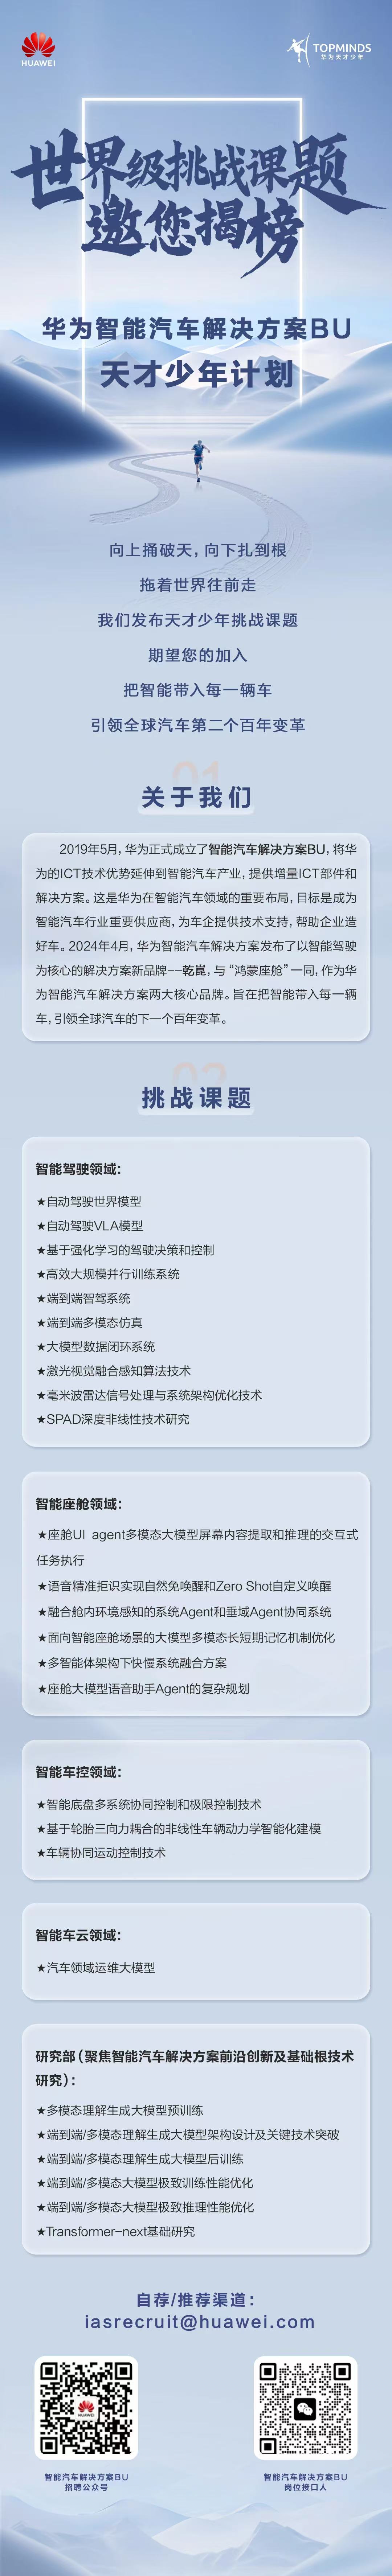 HUAWEI
TOPMINDS
华为天才少年
世界级挑战课题
邀您揭榜
华为智能汽车解决方案BU
天才少年计划
向上捅破天，向下扎到根
拖着世界往前走
我们发布天才少年挑战课题
期望您的加入
把智能带入每一辆车
引领全球汽车第二个百年变革
01
关于我们
2019年5月，华为正式成立了智能汽车解决方案BU，将华
为的ICT技术优势延伸到智能汽车产业，提供增量ICT部件和
解决方案。这是华为在智能汽车领域的重要布局，目标是成为
智能汽车行业重要供应商，为车企提供技术支持，帮助企业造
好车。2024年4月，华为智能汽车解决方案发布了以智能驾驶
为核心的解决方案新品牌--乾崑，与“鸿蒙座舱”一同，作为华
为智能汽车解决方案两大核心品牌。旨在把智能带入每一辆
车，引领全球汽车的下一个百年变革。
02
挑战课题
智能驾驶领域：
★自动驾驶世界模型
★自动驾驶VLA模型
★基于强化学习的驾驶决策和控制
★高效大规模并行训练系统
★端到端智驾系统
★端到端多模态仿真
★大模型数据闭环系统
★激光视觉融合感知算法技术
★毫米波雷达信号处理与系统架构优化技术
★SPAD深度非线性技术研究
智能座舱领域：
★座舱UI agent多模态大模型屏幕内容提取和推理的交互式
任务执行
★语音精准拒识实现自然免唤醒和Zero Shot自定义唤醒
★融合舱内环境感知的系统Agent和垂域Agent协同系统
★面向智能座舱场景的大模型多模态长短期记忆机制优化
★多智能体架构下快慢系统融合方案
★座舱大模型语音助手Agent的复杂规划
智能车控领域：
★智能底盘多系统协同控制和极限控制技术
★基于轮胎三向力耦合的非线性车辆动力学智能化建模
★车辆协同运动控制技术
智能车云领域：
★汽车领域运维大模型
研究部（聚焦智能汽车解决方案前沿创新及基础根技术
研究）：
★多模态理解生成大模型预训练
★端到端/多模态理解生成大模型架构设计及关键技术突破
★端到端/多模态理解生成大模型后训练
★端到端/多模态大模型极致训练性能优化
★端到端/多模态大模型极致推理性能优化
★Transformer-next基础研究
自荐/推荐渠道：
iasrecruit@huawei.com
HUAWEI
智能汽车解决方案BU
招聘公众号
智能汽车解决方案BU
岗位接口人